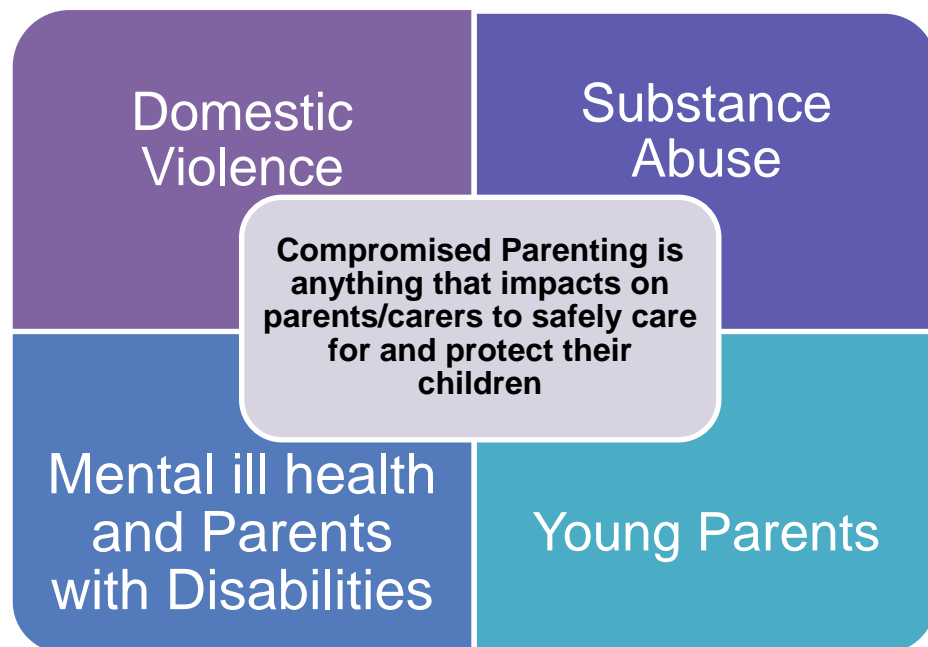 Domestic
Violence
Substance
Abuse
Compromised Parenting is
anything that impacts on
parents/carers to safely care
for and protect their
children
Mental ill health
and Parents
with Disabilities
Young Parents